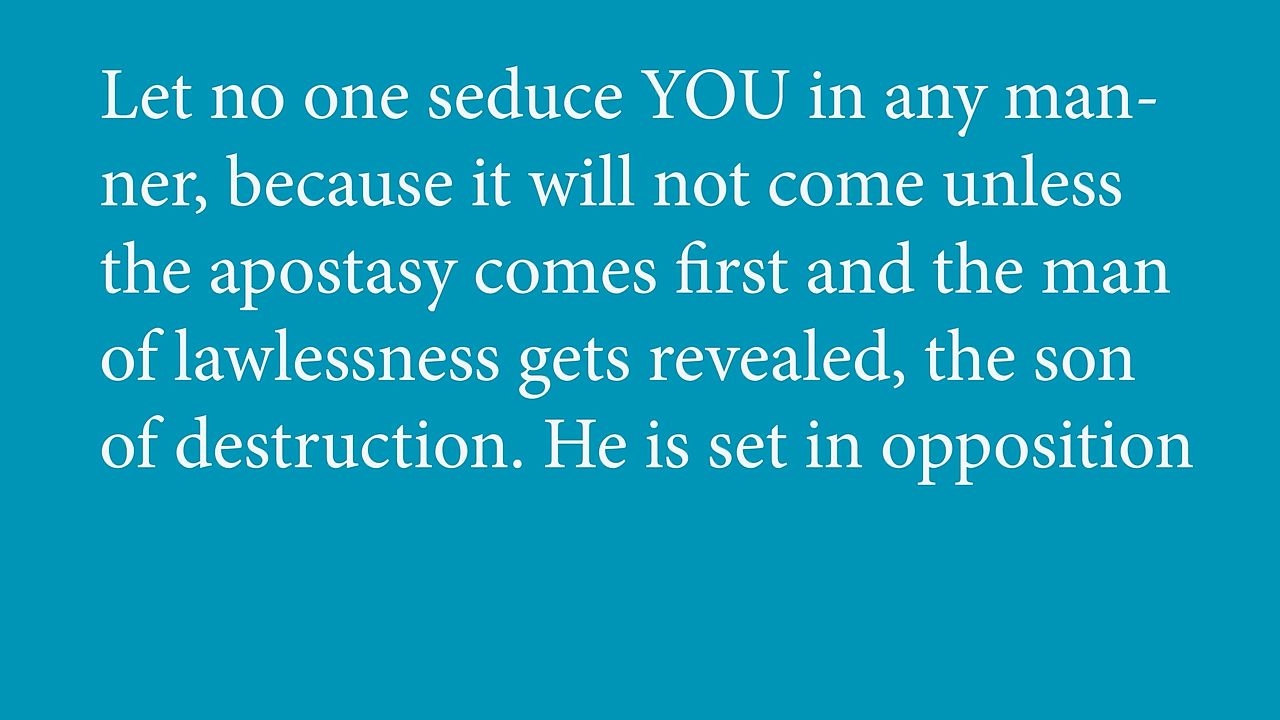 Let no one seduce YOU in any man-
ner, because it will not come unless
the apostasy comes first and the man
of lawlessness gets revealed, the son
of destruction. He is set in opposition